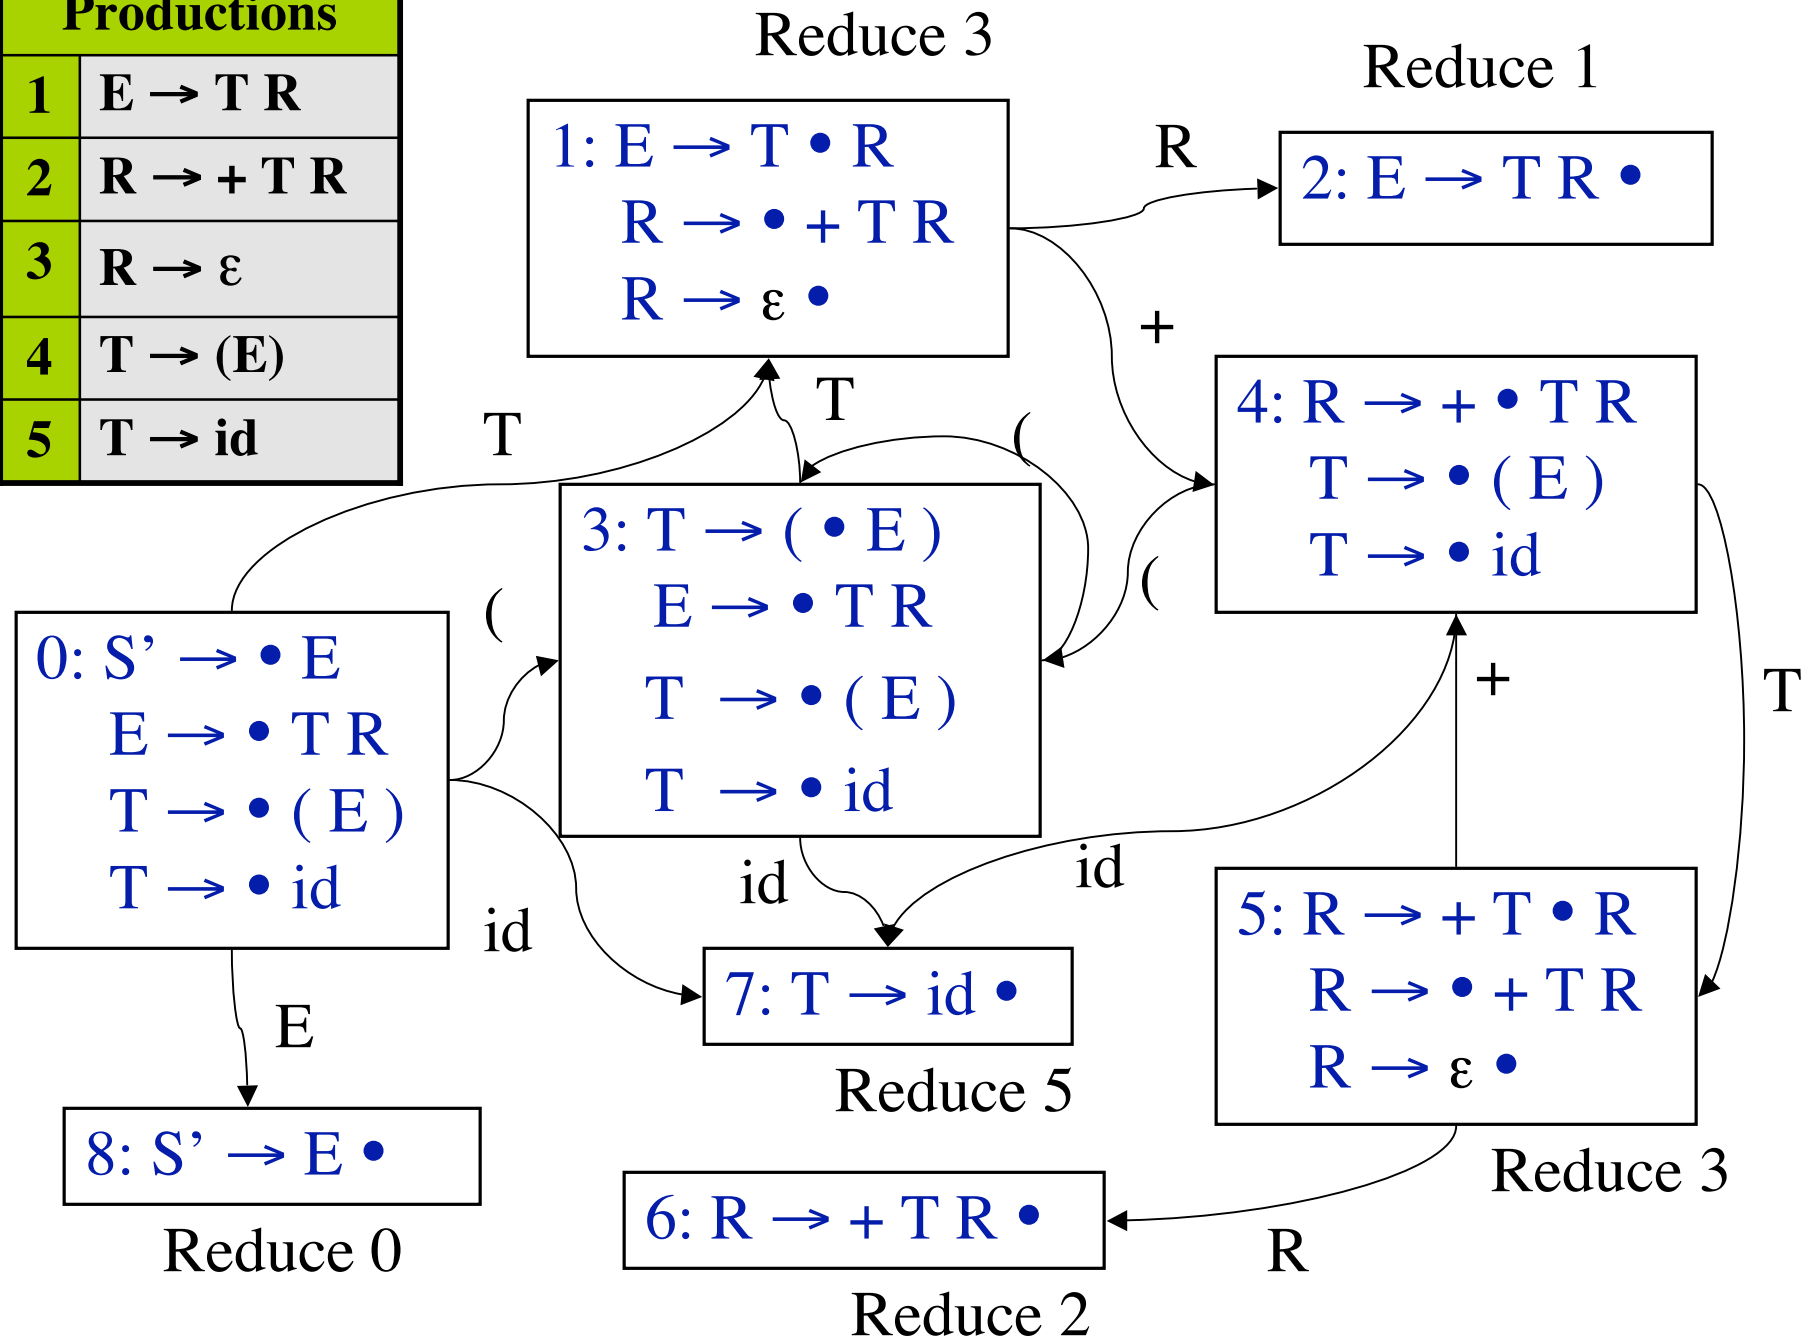 Productions
1 E → T R
2 R → + T R
3 R → ε
4 T → (E)
5 T → id
Reduce 3
1: E → T • R
R → • + T R
R → ε •
Reduce 1
2: E → T R •
R
+
T
T
(
(
(
4: R → + • T R
T → • ( E )
T → • id
3: T → ( • E )
E → • T R
T → • ( E )
T → • id
0: S’ → • E
E → • T R
T → • ( E )
T → • id
+
T
id
id
id
E
5: R → + T • R
R → • + T R
R → ε •
Reduce 3
7: T → id •
Reduce 5
8: S’ → E •
Reduce 0
6: R → + T R •
Reduce 2
R